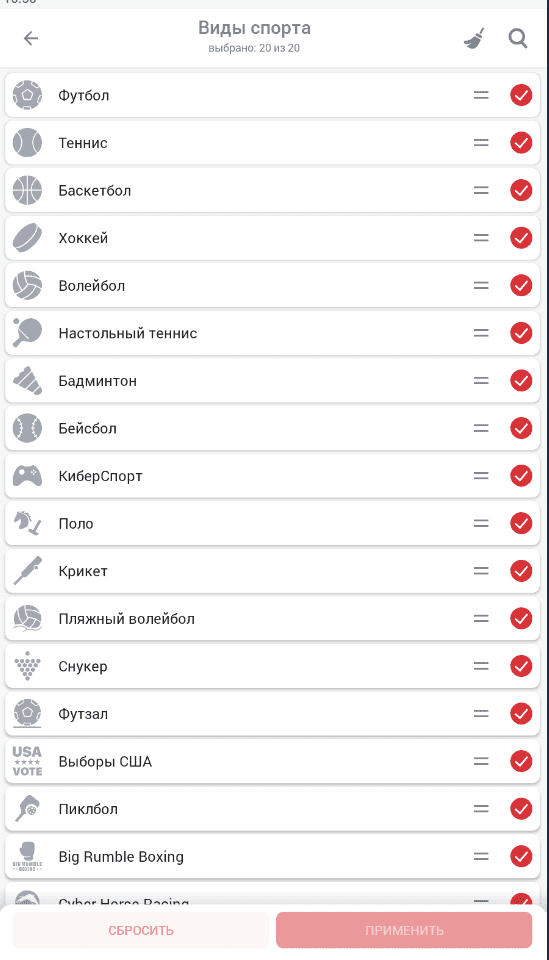 Виды спорта
выбрано: 20 из 20
Футбол
Теннис
Баскетбол
Хоккей
Волейбол
Настольный теннис
Бадминтон
Бейсбол
КиберСпорт
Поло
Крикет
Пляжный волейбол
Снукер
Футзал
USA
VOTE
Выборы США
Пиклбол
BIG RUMBLE
BOXING
Big Rumble Boxing
Cyber Horse Racing
СБРОСИТЬ
ПРИМЕНИТЬ